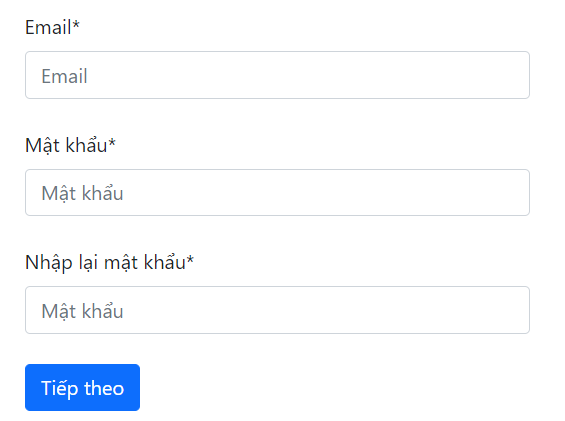 Email*
Email
Mật khẩu*
Mật khẩu
Nhập lại mật khẩu*
Mật khẩu
Tiếp theo